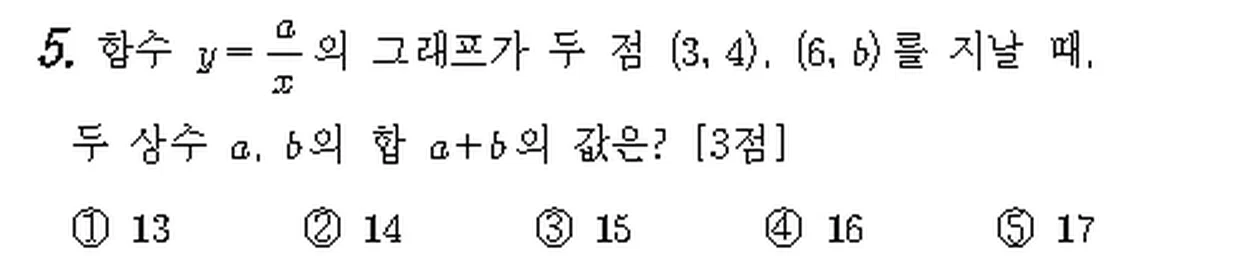 5. 함수 y = a/x 의 그래프가 두 점 (3, 4), (6, b)를 지날 때,
두 상수 a, b의 합 a+b의 값은? [3점]
① 13 ② 14 ③ 15 ④ 16 ⑤ 17